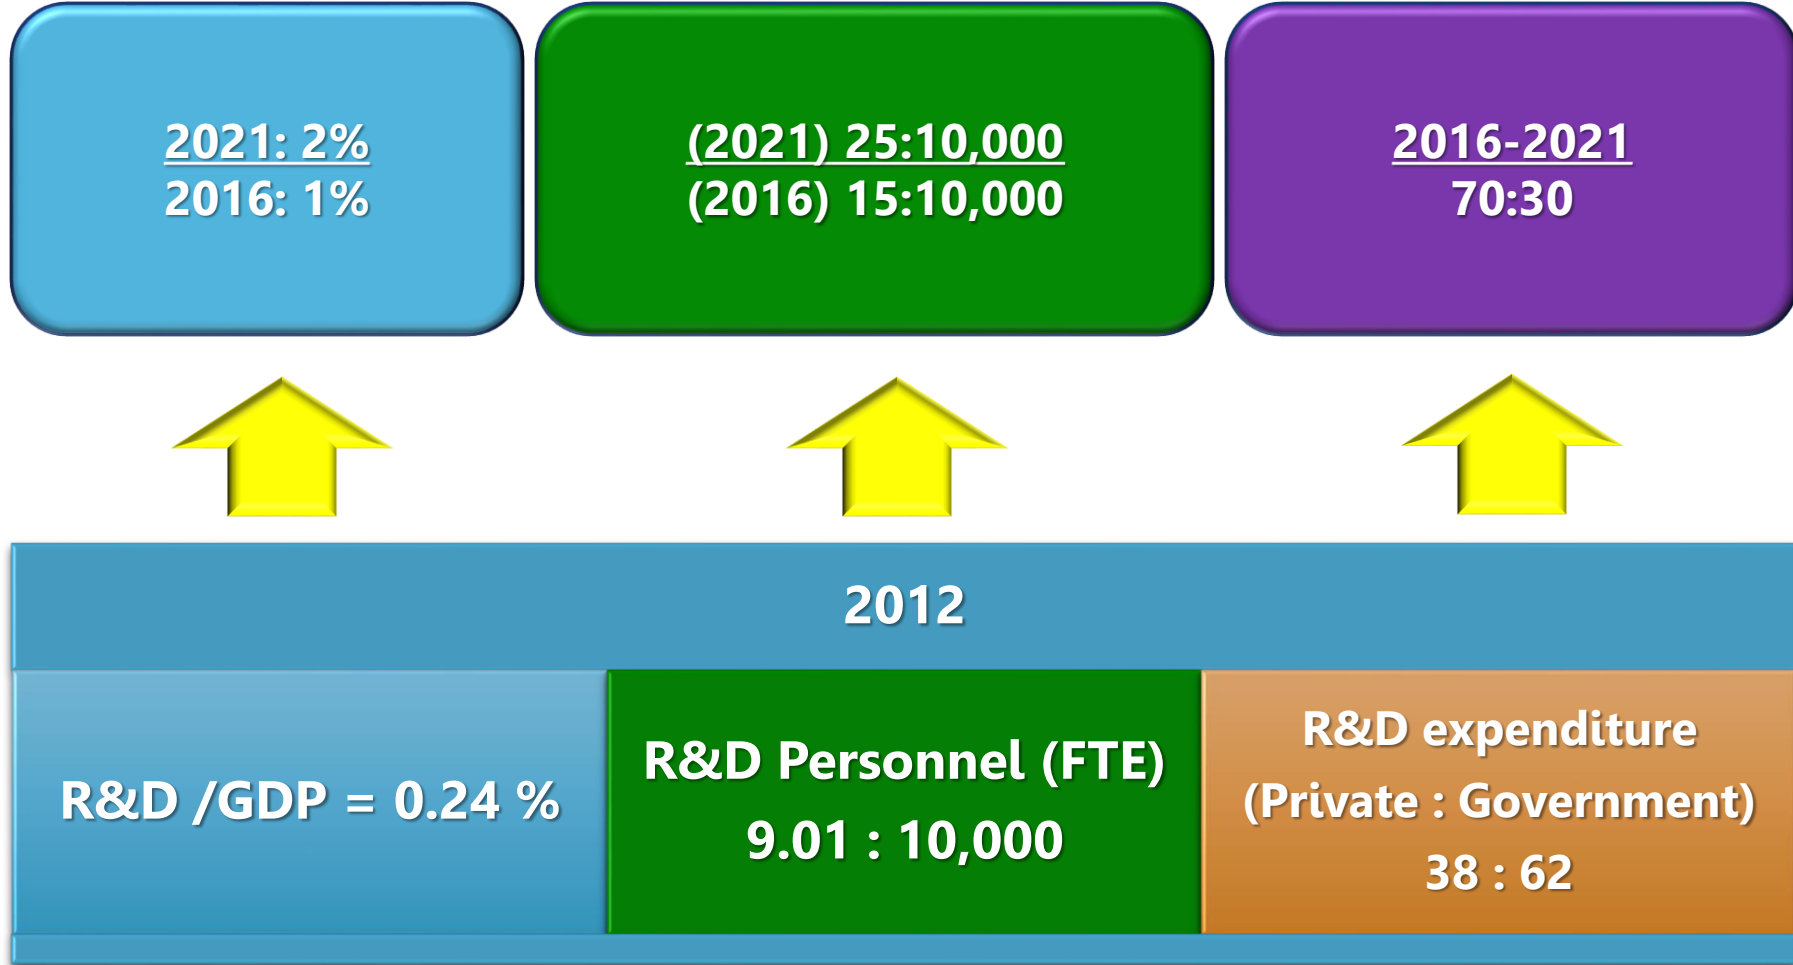 2021: 2%
2016: 1%
(2021) 25:10,000
(2016) 15:10,000
2016-2021
70:30
2012
R&D /GDP = 0.24 %
R&D Personnel (FTE)
9.01 : 10,000
R&D expenditure
(Private : Government)
38 : 62